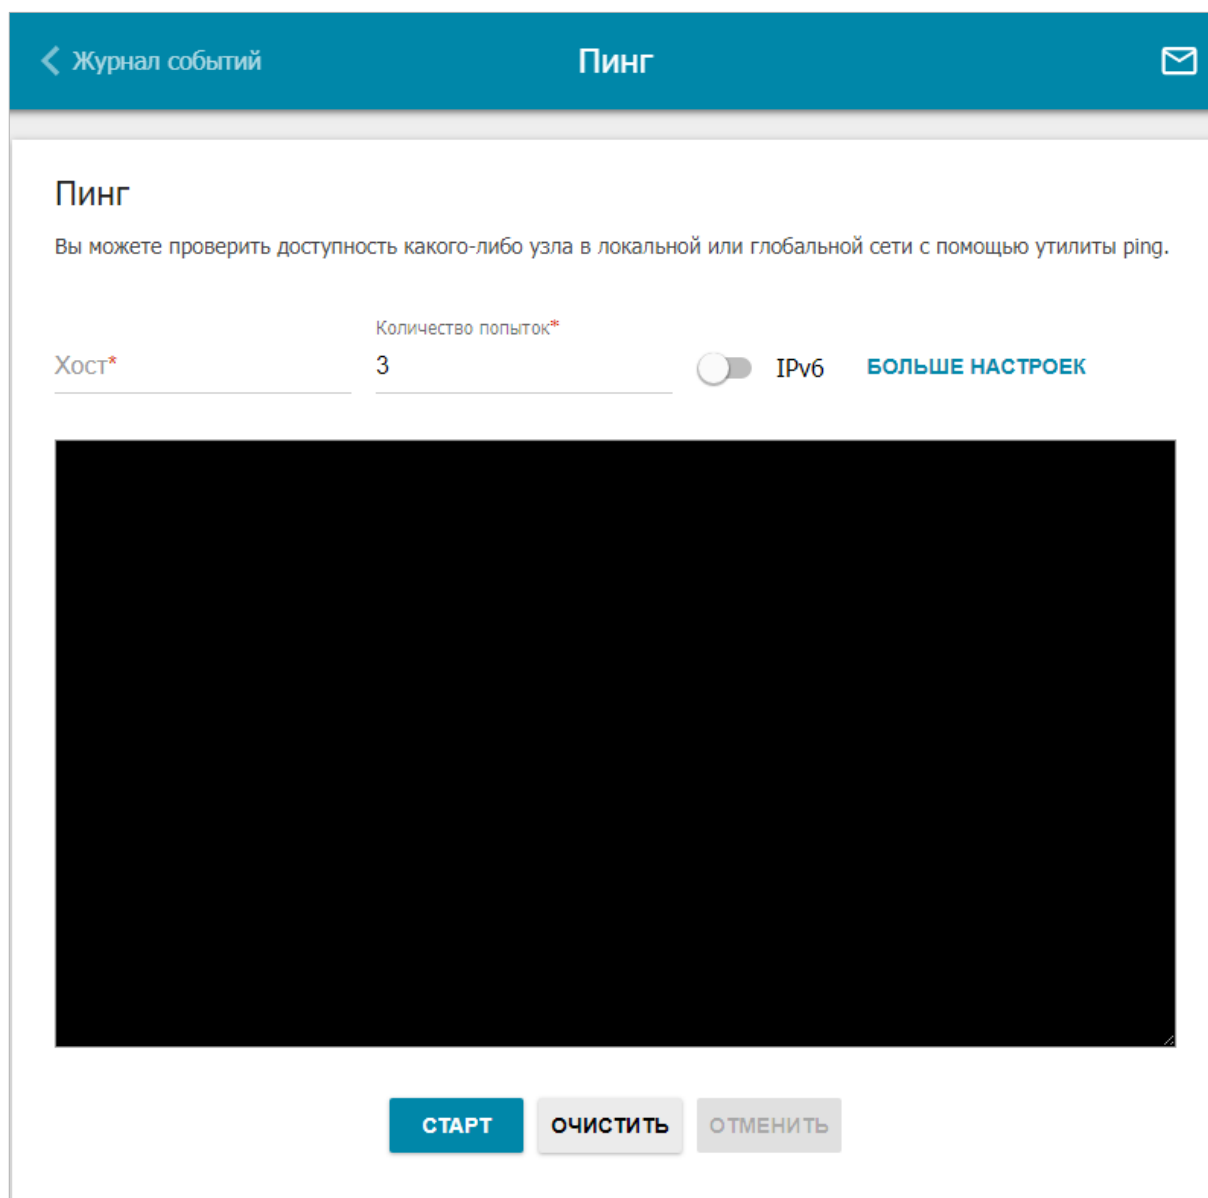 Журнал событий
Пинг
Пинг
Вы можете проверить доступность какого-либо узла в локальной или глобальной сети с помощью утилиты ping.
Хост*
Количество попыток*
3
IPv6
БОЛЬШЕ НАСТРОЕК
СТАРТ
ОЧИСТИТЬ
ОТМЕНИТЬ